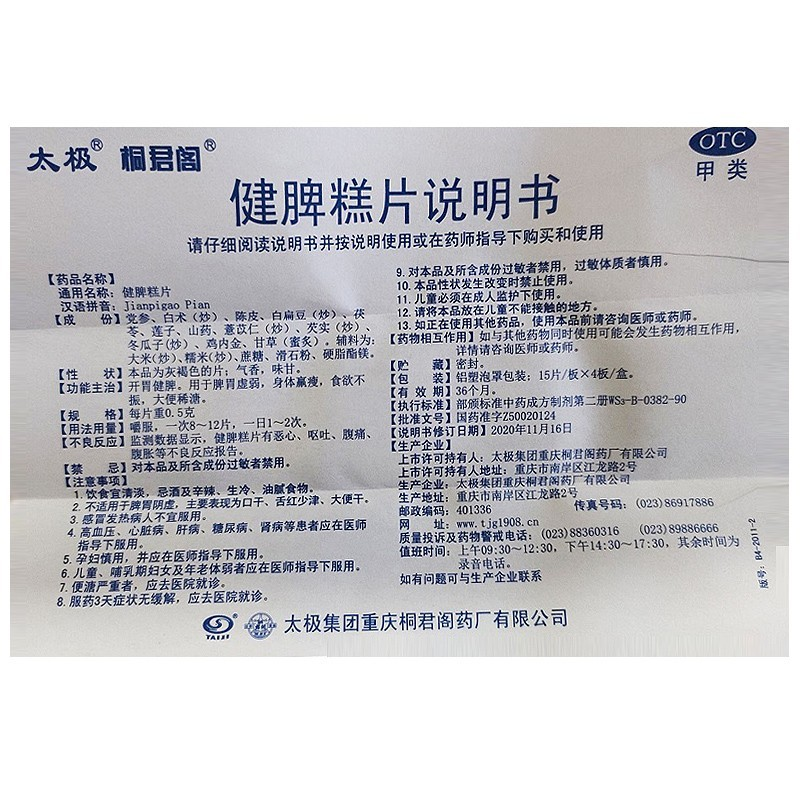 太极® 桐君阁®
OTC
甲类
健脾糕片说明书
请仔细阅读说明书并按说明使用或在药师指导下购买和使用
【药品名称】
通用名称：健脾糕片
汉语拼音：Jianpigao Pian
【成 份】党参、白术(炒)、陈皮、白扁豆(炒)、茯
苓、莲子、山药、薏苡仁(炒)、芡实(炒)、
冬瓜子(炒)、鸡内金、甘草(蜜炙)。辅料为：
大米(炒)、糯米(炒)、蔗糖、滑石粉、硬脂酸镁。
【性 状】本品为灰褐色的片；气香，味甘。
【功能主治】开胃健脾。用于脾胃虚弱，身体羸瘦，食欲不
振，大便稀溏。
【规 格】每片重0.5克
【用法用量】嚼服，一次8～12片，一日1～2次。
【不良反应】监测数据显示，健脾糕片有恶心、呕吐、腹痛、
腹胀等不良反应报告。
【禁 忌】对本品及所含成份过敏者禁用。
【注意事项】
1. 饮食宜清淡，忌酒及辛辣、生冷、油腻食物。
2. 不适用于脾胃阴虚，主要表现为口干、舌红少津、大便干。
3. 感冒发热病人不宜服用。
4. 高血压、心脏病、肝病、糖尿病、肾病等患者应在医师
指导下服用。
5. 孕妇慎用，并应在医师指导下服用。
6. 儿童、哺乳期妇女及年老体弱者应在医师指导下服用。
7. 便溏严重者，应去医院就诊。
8. 服药3天症状无缓解，应去医院就诊。
9. 对本品及所含成份过敏者禁用，过敏体质者慎用。
10. 本品性状发生改变时禁止使用。
11. 儿童必须在成人监护下使用。
12. 请将本品放在儿童不能接触的地方。
13. 如正在使用其他药品，使用本品前请咨询医师或药师。
【药物相互作用】如与其他药物同时使用可能会发生药物相互作用，
详情请咨询医师或药师。
【贮 藏】密封。
【包 装】铝塑泡罩包装；15片/板×4板/盒。
【有 效 期】36个月。
【执行标准】部颁标准中药成方制剂第二册WS₃-B-0382-90
【批准文号】国药准字Z50020124
【说明书修订日期】2020年11月16日
【生产企业】
上市许可持有人：太极集团重庆桐君阁药厂有限公司
上市许可持有人地址：重庆市南岸区江龙路2号
生产企业：太极集团重庆桐君阁药厂有限公司
生产地址：重庆市南岸区江龙路2号
邮政编码：401336 传真号码：(023)86917886
网 址：www.tjg1908.cn
质量投诉及药物警戒电话：(023)88360316 (023)89886666
值班时间：上午09:30～12:30，下午14:30～17:30，其余时间为
录音电话。
如有问题可与生产企业联系
版号：B4-2011-2
TAIJI
太极集团重庆桐君阁药厂有限公司